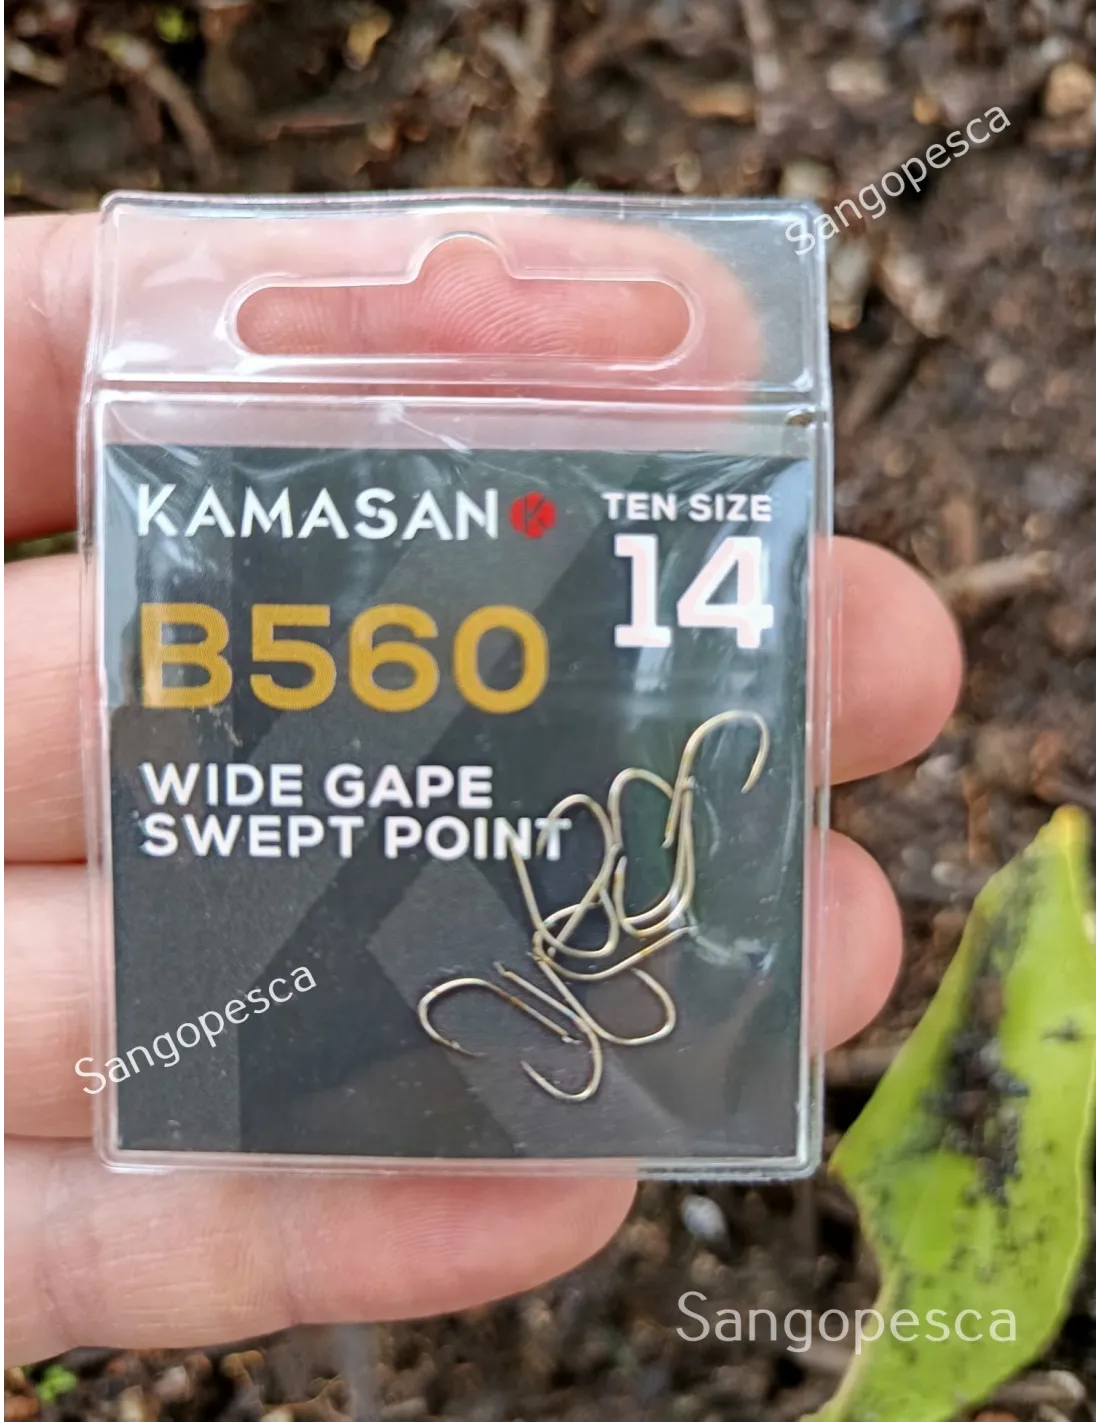 Sangopesca
KAMASAN K
TEN SIZE
14
B560
WIDE GAPE
SWEPT POINT
Sangopesca
Sangopesca